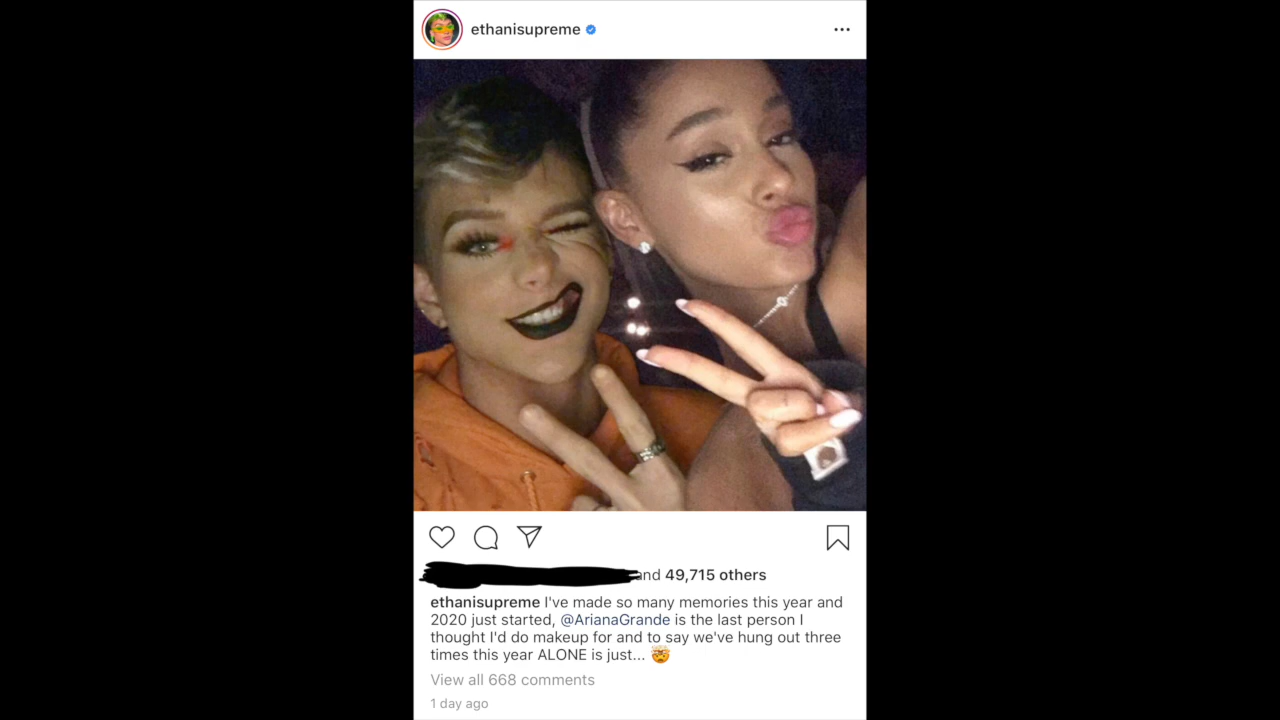 ethanisupreme
and 49,715 others
ethanisupreme I've made so many memories this year and
2020 just started, @ArianaGrande is the last person I
thought I'd do makeup for and to say we've hung out three
times this year ALONE is just... 🤯
View all 668 comments
1 day ago